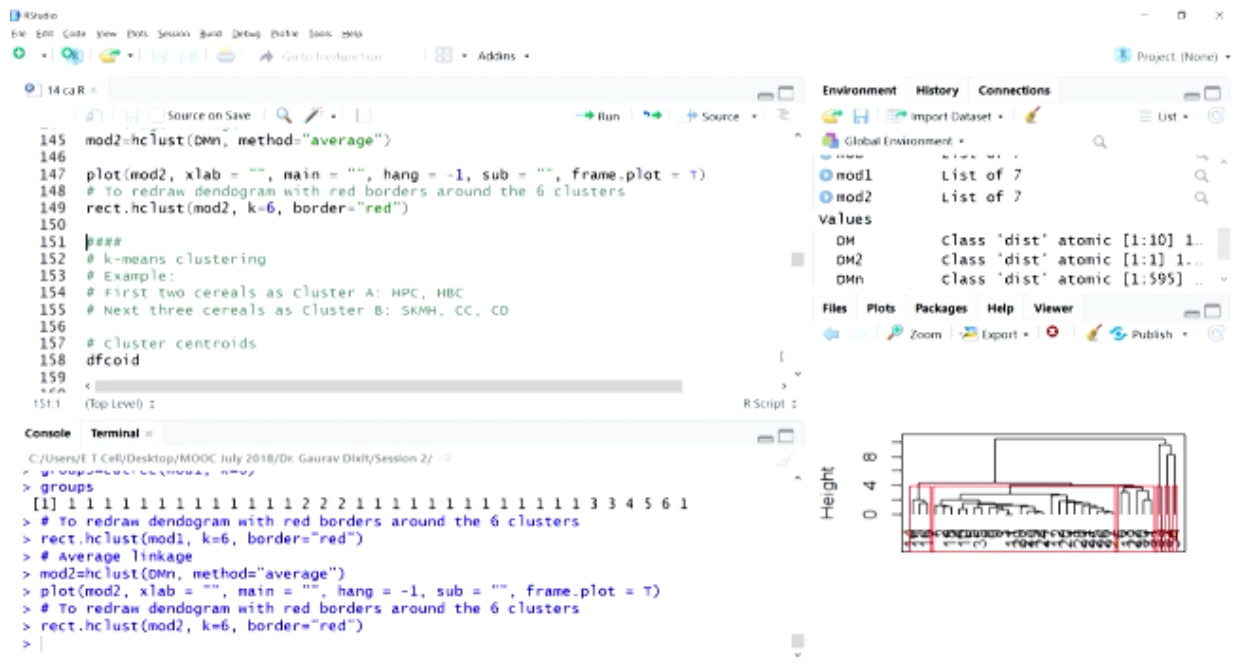 RStudio
File Edit Code View Plots Session Build Debug Profile Tools Help
Go to file/function Addins
Project: (None)
14 ca R
Source on Save Run Source
145 mod2=hclust(DMn, method="average")
146
147 plot(mod2, xlab = "", main = "", hang = -1, sub = "", frame.plot = T)
148 # To redraw dendogram with red borders around the 6 clusters
149 rect.hclust(mod2, k=6, border="red")
150
151 ####
152 # k-means clustering
153 # Example:
154 # First two cereals as Cluster A: HPC, HBC
155 # Next three cereals as Cluster B: SKMH, CC, CD
156
157 # Cluster centroids
158 dfcoid
159
151:1 (Top Level) R Script
Console Terminal
C:/Users/E T Cell/Desktop/MOOC July 2018/Dr. Gaurav Dixit/Session 2/
> groups=cutree(mod1, k=6)
> groups
[1] 1 1 1 1 1 1 1 1 1 1 1 1 2 2 2 1 1 1 1 1 1 1 1 1 1 1 1 1 1 3 3 4 5 6 1
> # To redraw dendogram with red borders around the 6 clusters
> rect.hclust(mod1, k=6, border="red")
> # Average linkage
> mod2=hclust(DMn, method="average")
> plot(mod2, xlab = "", main = "", hang = -1, sub = "", frame.plot = T)
> # To redraw dendogram with red borders around the 6 clusters
> rect.hclust(mod2, k=6, border="red")
>
Environment History Connections
Import Dataset List
Global Environment
mod1 List of 7
mod2 List of 7
Values
DM Class 'dist' atomic [1:10] 1...
DM2 Class 'dist' atomic [1:1] 1...
DMn Class 'dist' atomic [1:595] ...
Files Plots Packages Help Viewer
Zoom Export Publish
Height
0 4 8